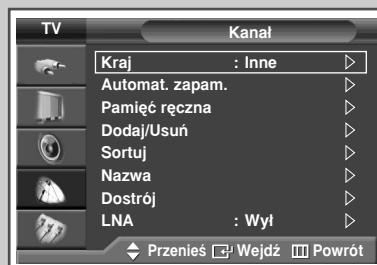 TV
Kanał
Kraj : Inne
Automat. zapam.
Pamięć ręczna
Dodaj/Usuń
Sortuj
Nazwa
Dostrój
LNA : Wył
Przenieś Wejdź Powrót